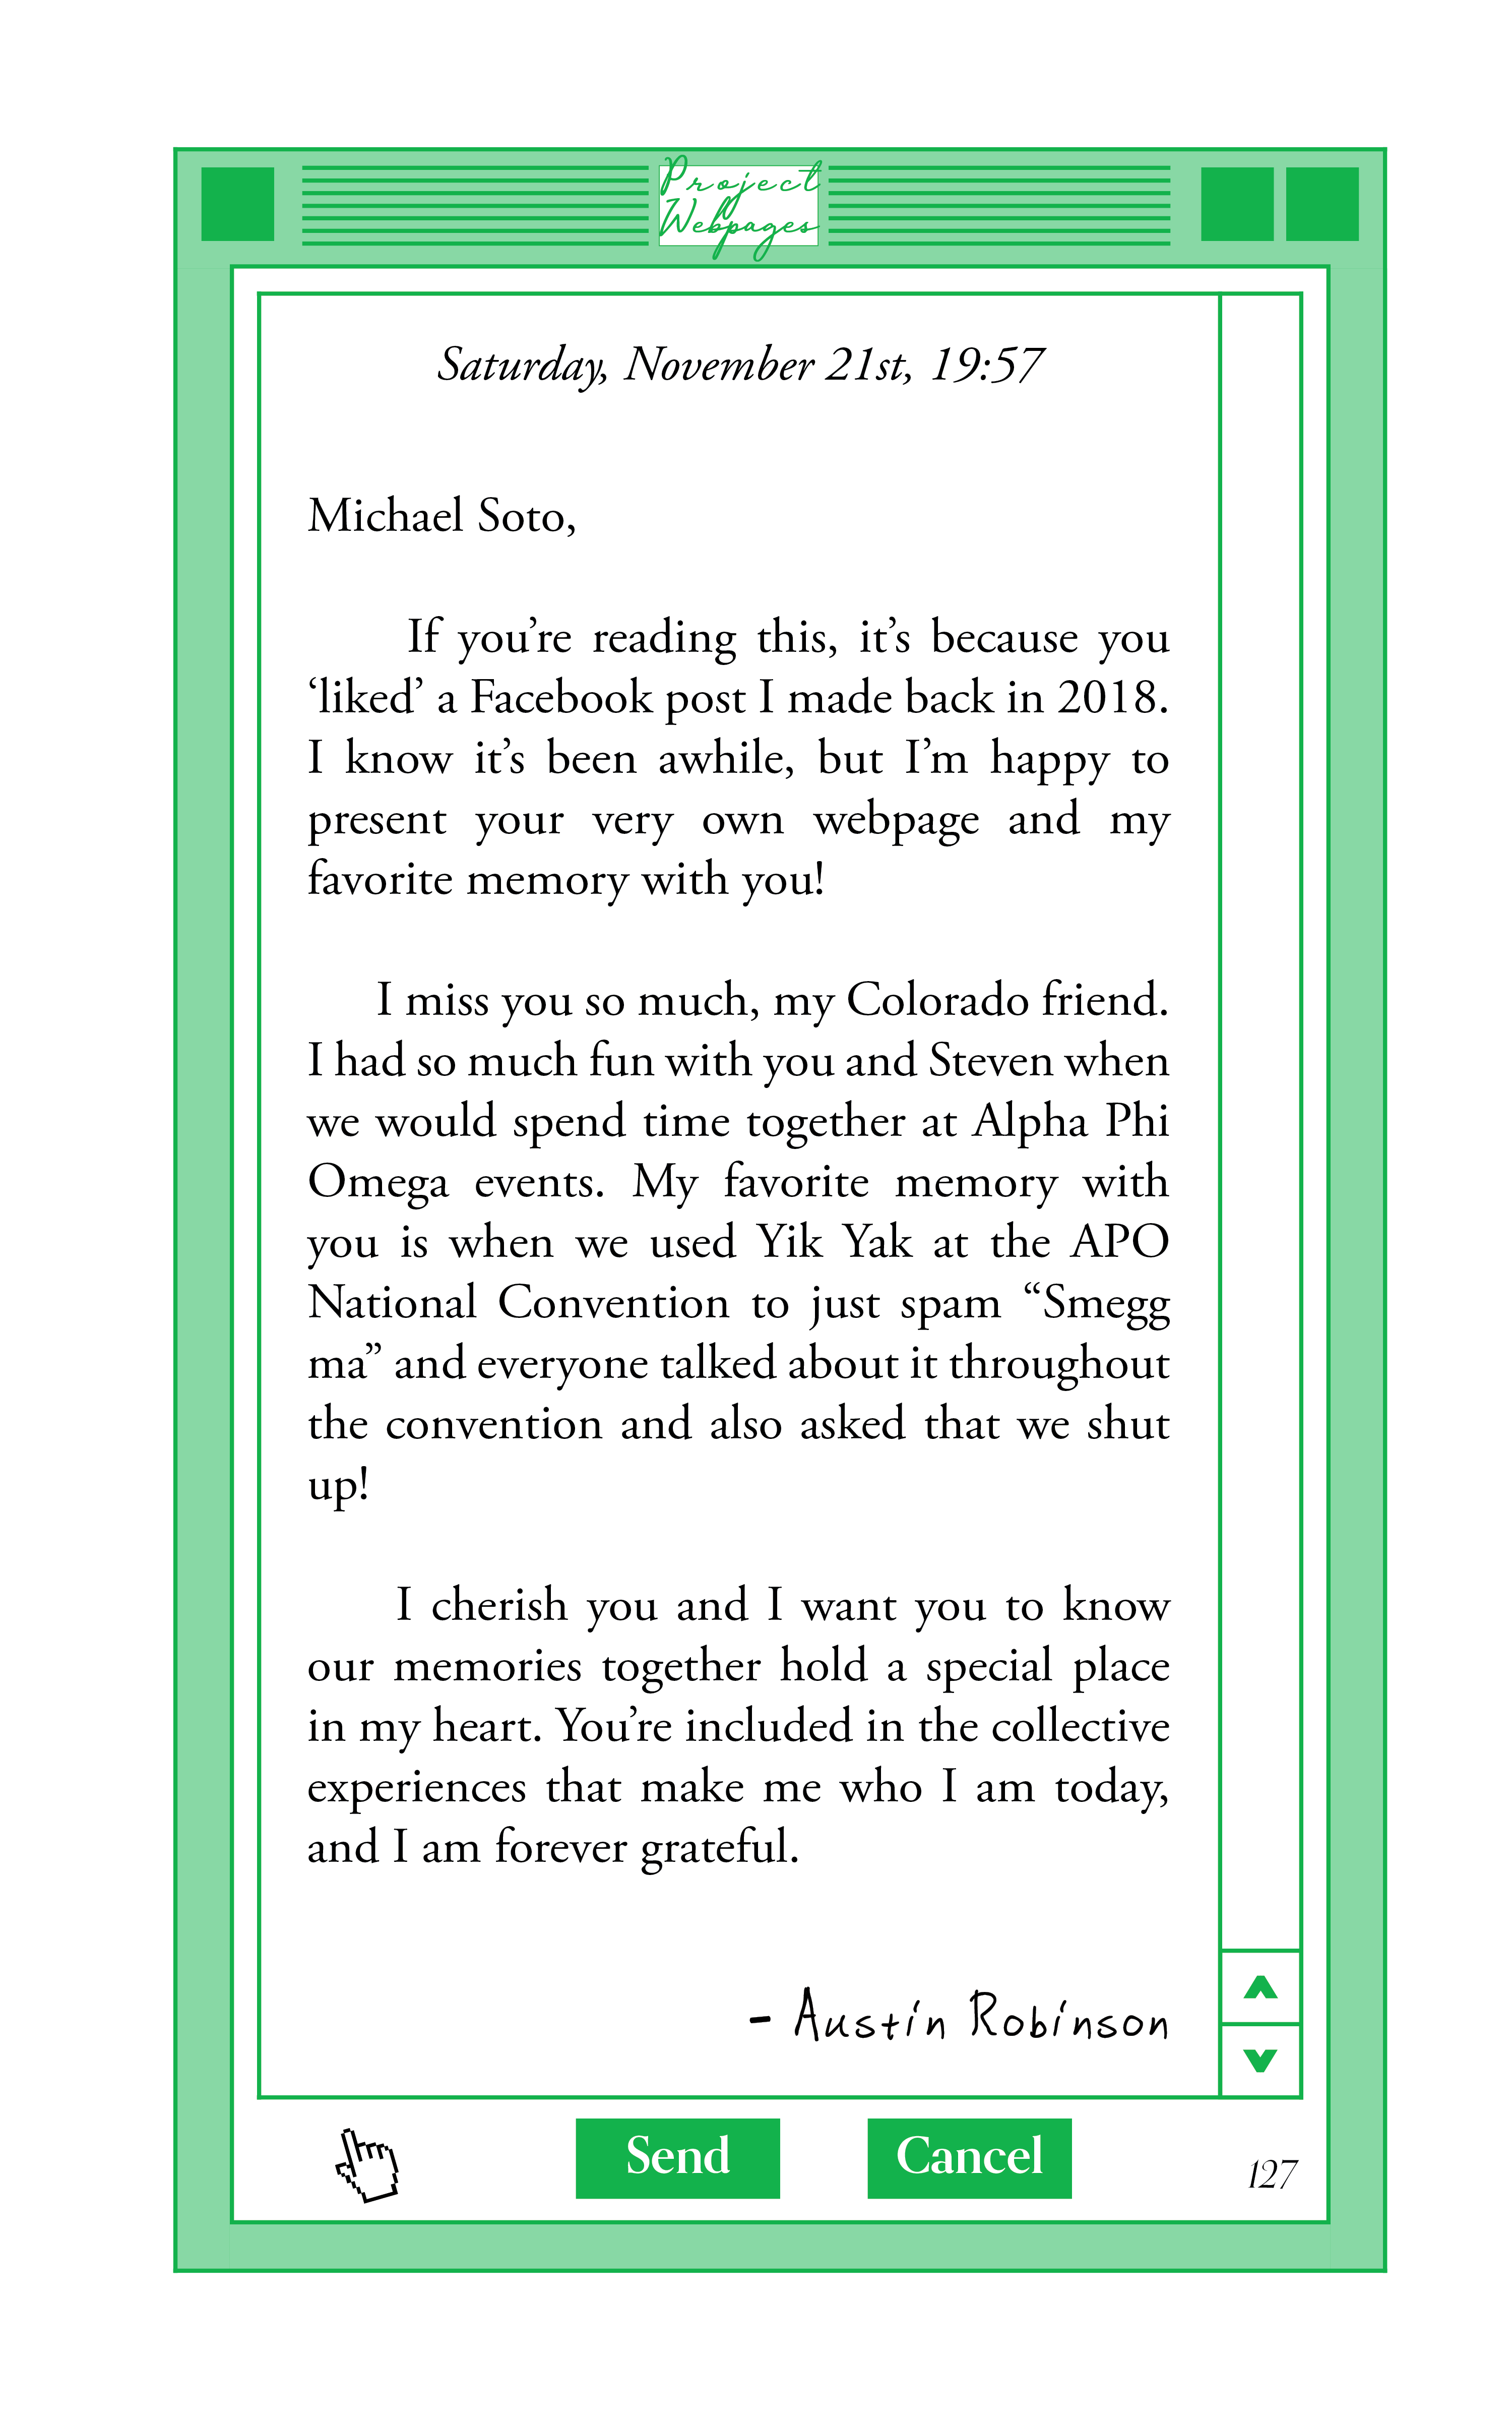 Project
Webpages
Saturday, November 21st, 19:57
Michael Soto,
If you’re reading this, it’s because you
‘liked’ a Facebook post I made back in 2018.
I know it’s been awhile, but I’m happy to
present your very own webpage and my
favorite memory with you!
I miss you so much, my Colorado friend.
I had so much fun with you and Steven when
we would spend time together at Alpha Phi
Omega events. My favorite memory with
you is when we used Yik Yak at the APO
National Convention to just spam “Smegg
ma” and everyone talked about it throughout
the convention and also asked that we shut
up!
I cherish you and I want you to know
our memories together hold a special place
in my heart. You’re included in the collective
experiences that make me who I am today,
and I am forever grateful.
- Austin Robinson
Send Cancel
127